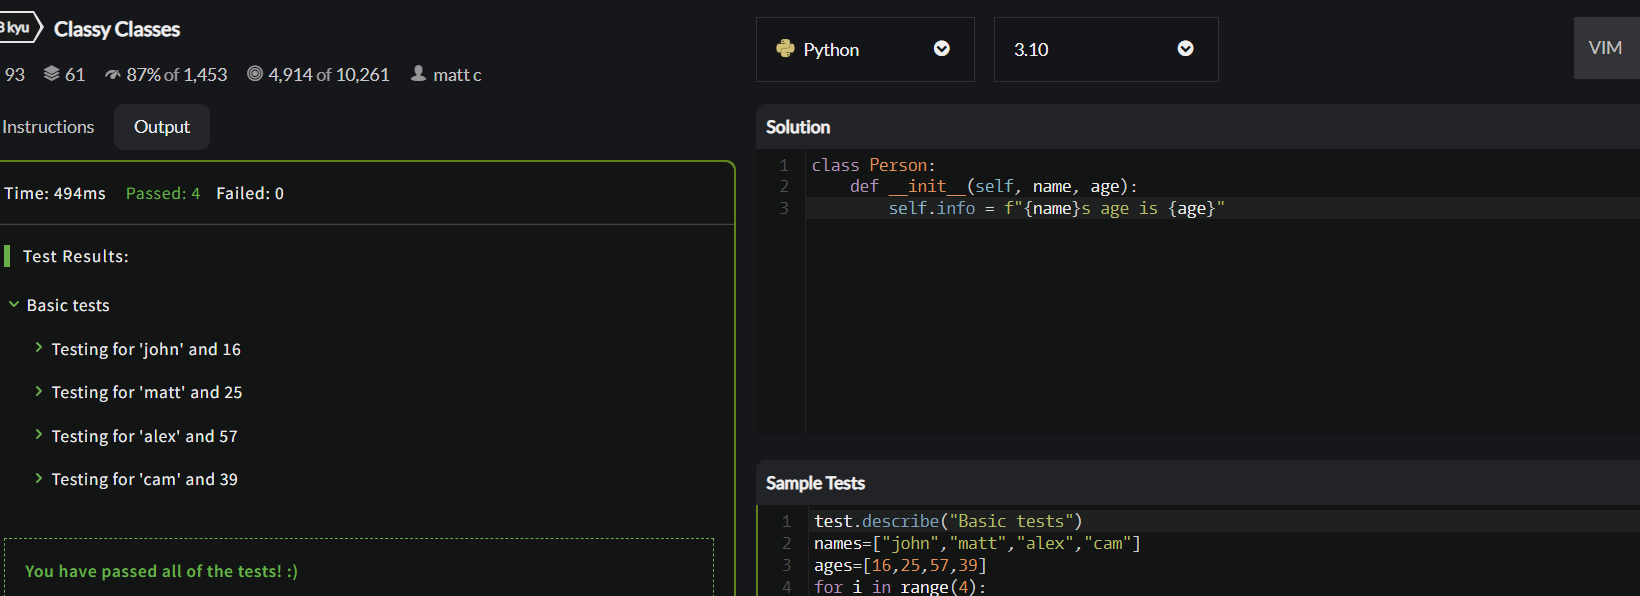 kyu Classy Classes
93 61 87% of 1,453 4,914 of 10,261 matt c
Instructions Output
Time: 494ms Passed: 4 Failed: 0
Test Results:
Basic tests
Testing for 'john' and 16
Testing for 'matt' and 25
Testing for 'alex' and 57
Testing for 'cam' and 39
You have passed all of the tests! :)
Python 3.10 VIM
Solution
1 class Person:
2 def __init__(self, name, age):
3 self.info = f"{name}s age is {age}"
Sample Tests
1 test.describe("Basic tests")
2 names=["john","matt","alex","cam"]
3 ages=[16,25,57,39]
4 for i in range(4):